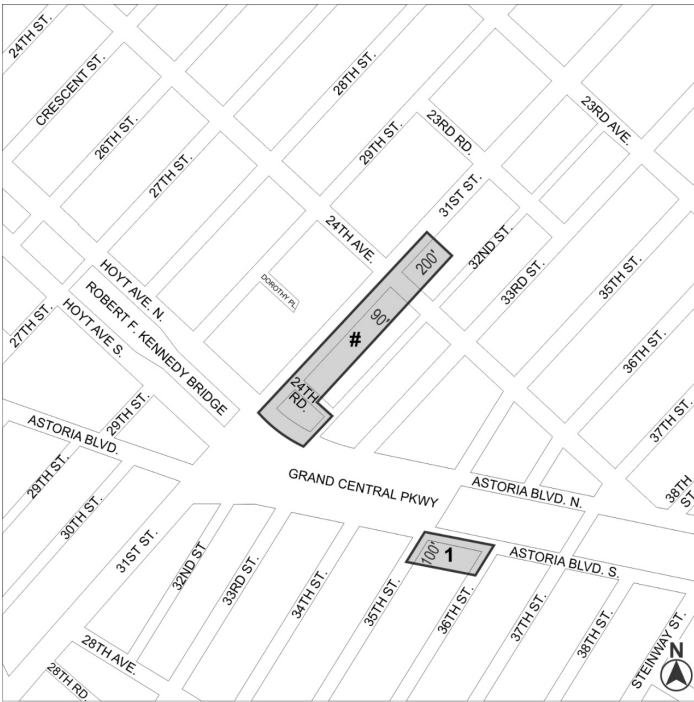 24TH ST.
CRESCENT ST.
26TH ST.
27TH ST.
28TH ST.
29TH ST.
23RD RD.
23RD AVE.
31ST ST.
24TH AVE.
32ND ST.
33RD ST.
35TH ST.
36TH ST.
37TH ST.
38TH
ST.
200'
90'
#
24TH
RD.
DOROTHY PL.
HOYT AVE. N.
ROBERT F. KENNEDY BRIDGE
HOYT AVE S.
27TH ST.
29TH ST.
ASTORIA BLVD.
29TH ST.
30TH ST.
31ST ST.
32ND ST
33RD ST.
34TH ST.
GRAND CENTRAL PKWY
ASTORIA BLVD. N.
100'
1
ASTORIA BLVD. S.
35TH ST.
36TH ST.
37TH ST.
38TH ST.
STEINWAY ST.
28TH AVE.
28TH RD.
N